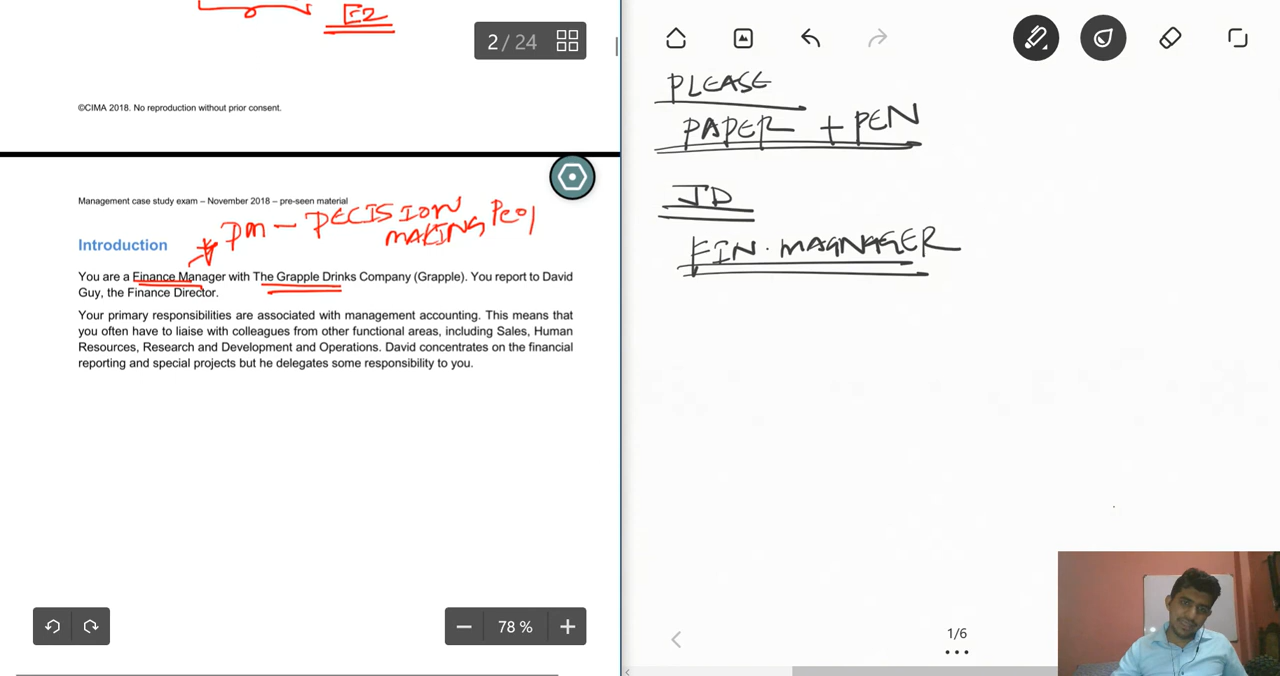 E2
2 / 24
©CIMA 2018. No reproduction without prior consent.
Management case study exam – November 2018 – pre-seen material
PM – DECISION
MAKING, Peo
Introduction
You are a Finance Manager with The Grapple Drinks Company (Grapple). You report to David
Guy, the Finance Director.
Your primary responsibilities are associated with management accounting. This means that
you often have to liaise with colleagues from other functional areas, including Sales, Human
Resources, Research and Development and Operations. David concentrates on the financial
reporting and special projects but he delegates some responsibility to you.
78 %
PLEASE
PAPER + PEN
JD
FIN. MAGNAGER
1/6